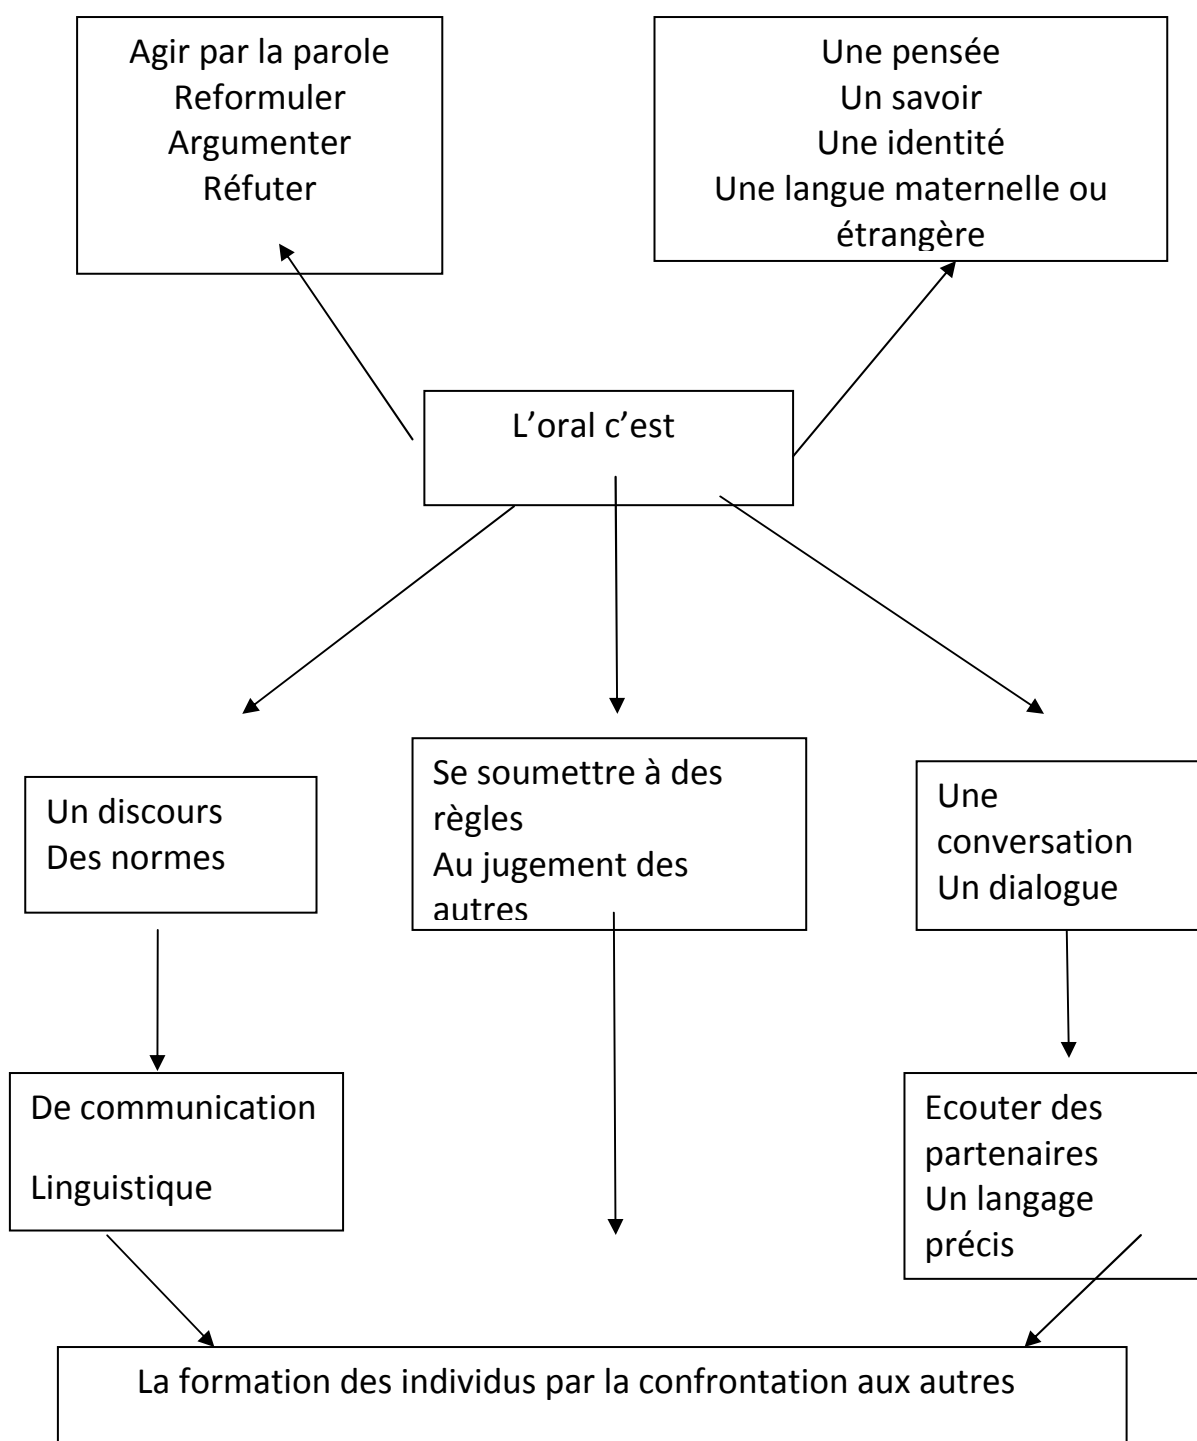 Agir par la parole
Reformuler
Argumenter
Réfuter
Une pensée
Un savoir
Une identité
Une langue maternelle ou
étrangère
L’oral c’est
Un discours
Des normes
Se soumettre à des
règles
Au jugement des
autres
Une
conversation
Un dialogue
De communication
Linguistique
Ecouter des
partenaires
Un langage
précis
La formation des individus par la confrontation aux autres